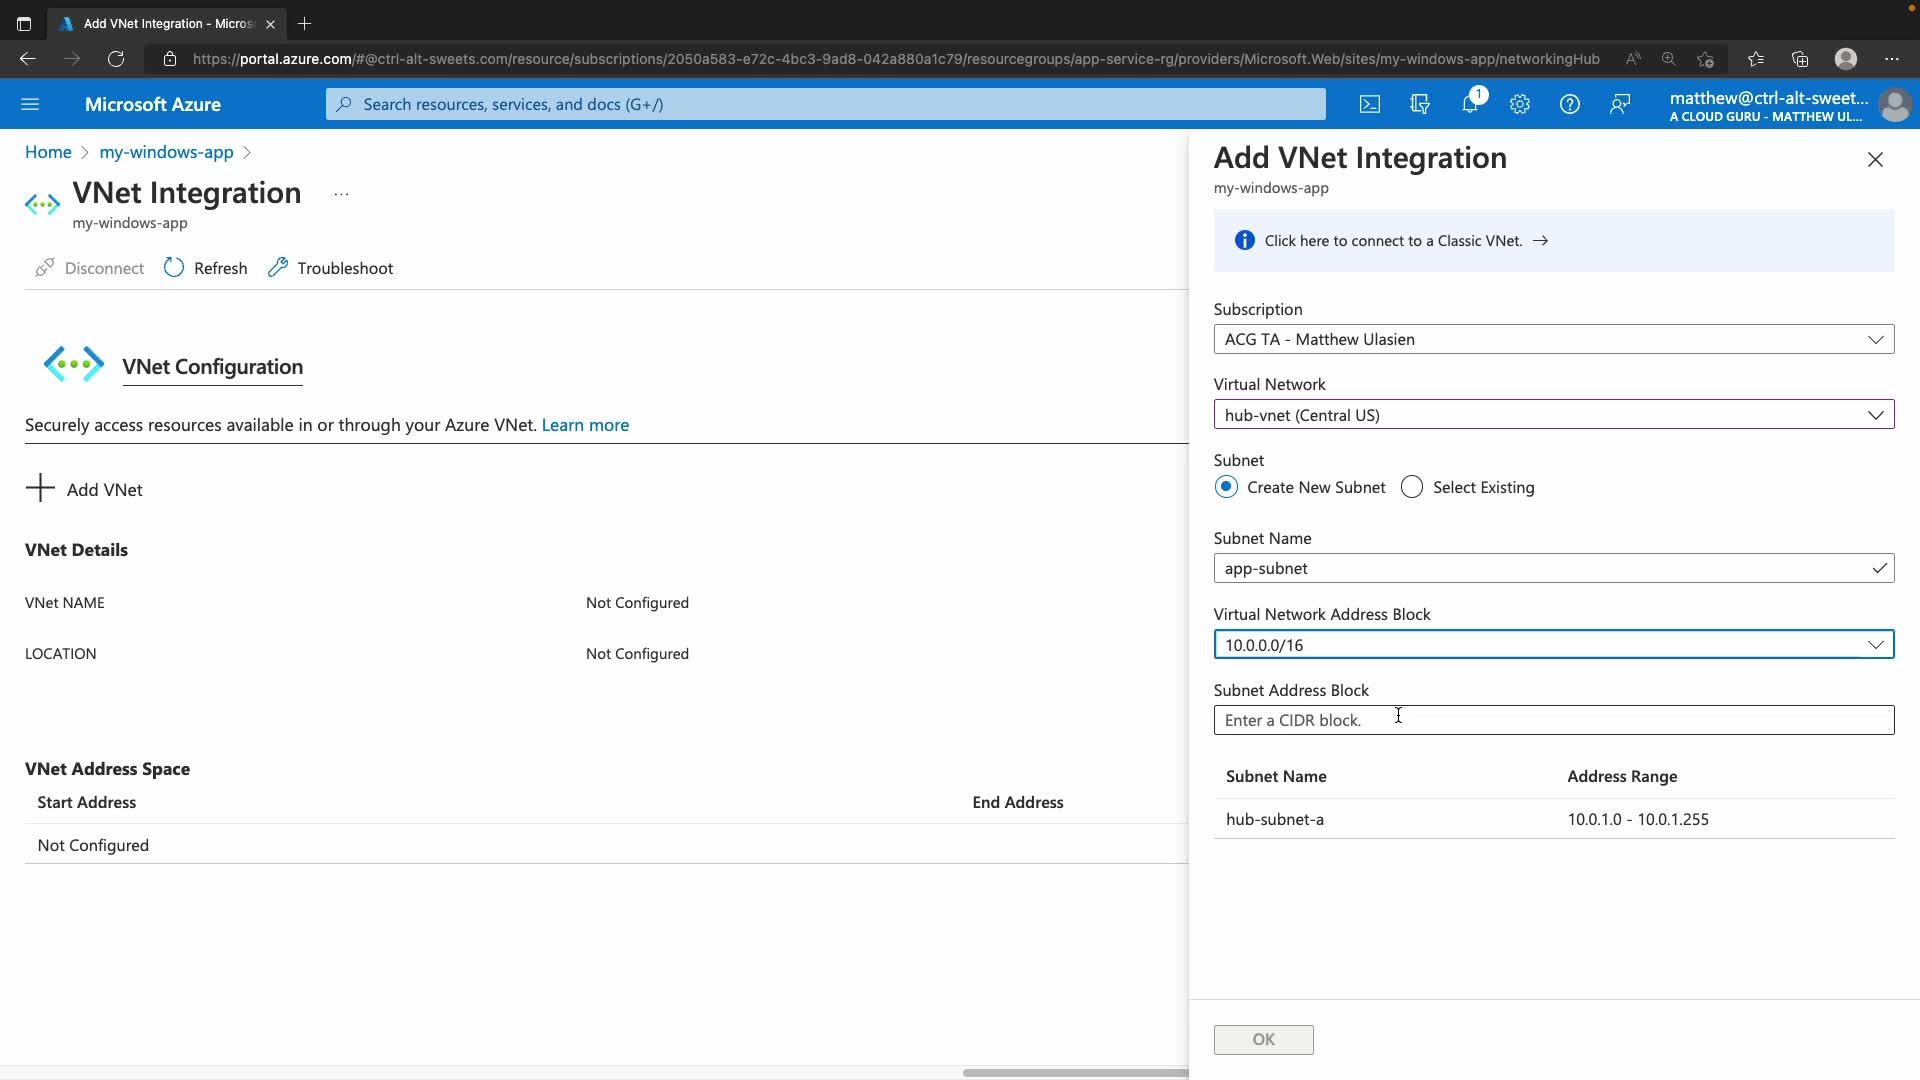 Add VNet Integration - Micros
https://portal.azure.com/#@ctrl-alt-sweets.com/resource/subscriptions/2050a583-e72c-4bc3-9ad8-042a880a1c79/resourcegroups/app-service-rg/providers/Microsoft.Web/sites/my-windows-app/networkingHub
Microsoft Azure
Search resources, services, and docs (G+/)
1
matthew@ctrl-alt-sweet...
A CLOUD GURU - MATTHEW UL...
Home > my-windows-app >
VNet Integration ...
my-windows-app
Disconnect Refresh Troubleshoot
VNet Configuration
Securely access resources available in or through your Azure VNet. Learn more
Add VNet
VNet Details
VNet NAME Not Configured
LOCATION Not Configured
VNet Address Space
Start Address End Address
Not Configured
Add VNet Integration
my-windows-app
Click here to connect to a Classic VNet. →
Subscription
ACG TA - Matthew Ulasien
Virtual Network
hub-vnet (Central US)
Subnet
Create New Subnet Select Existing
Subnet Name
app-subnet
Virtual Network Address Block
10.0.0.0/16
Subnet Address Block
Enter a CIDR block.
Subnet Name Address Range
hub-subnet-a 10.0.1.0 - 10.0.1.255
OK